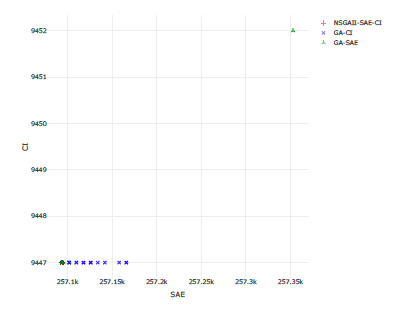 9452
9451
9450
9449
9448
9447
CI
257.1k
257.15k
257.2k
257.25k
257.3k
257.35k
SAE
NSGAII-SAE-CI
GA-CI
GA-SAE